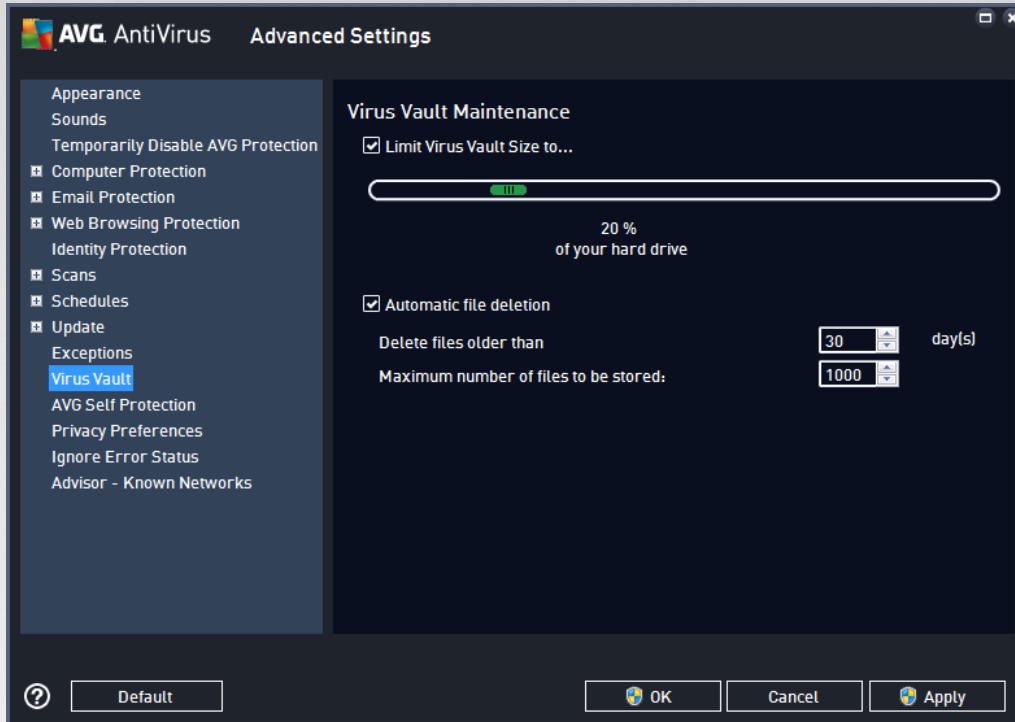 AVG. AntiVirus Advanced Settings
Appearance
Sounds
Temporarily Disable AVG Protection
Computer Protection
Email Protection
Web Browsing Protection
Identity Protection
Scans
Schedules
Update
Exceptions
Virus Vault
AVG Self Protection
Privacy Preferences
Ignore Error Status
Advisor - Known Networks
Virus Vault Maintenance
Limit Virus Vault Size to...
20 %
of your hard drive
Automatic file deletion
Delete files older than 30 day(s)
Maximum number of files to be stored: 1000
? Default OK Cancel Apply